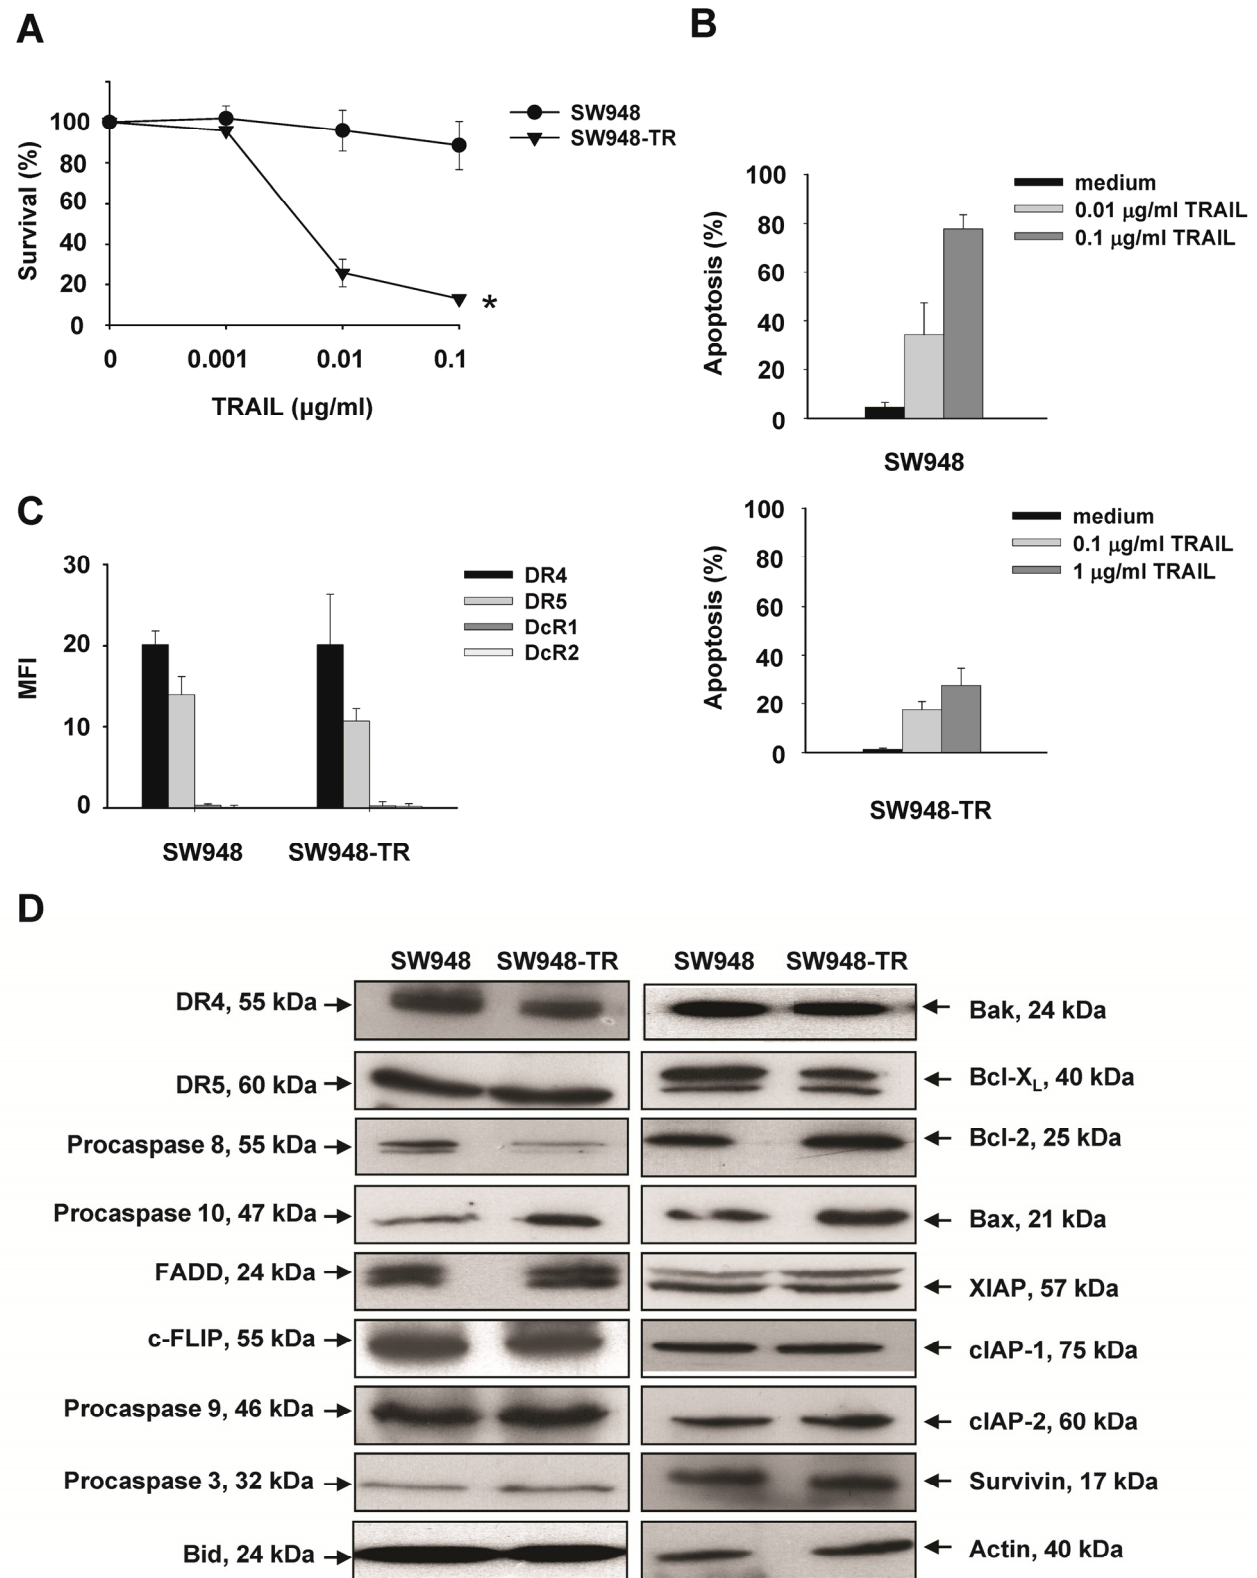 A
100
80
60
40
20
0
Survival (%)
0 0.001 0.01 0.1
TRAIL (µg/ml)
SW948
SW948-TR
*
B
100
80
60
40
20
0
Apoptosis (%)
medium
0.01 µg/ml TRAIL
0.1 µg/ml TRAIL
SW948
100
80
60
40
20
0
Apoptosis (%)
medium
0.1 µg/ml TRAIL
1 µg/ml TRAIL
SW948-TR
C
30
20
10
0
MFI
DR4
DR5
DcR1
DcR2
SW948 SW948-TR
D
SW948 SW948-TR
DR4, 55 kDa
DR5, 60 kDa
Procaspase 8, 55 kDa
Procaspase 10, 47 kDa
FADD, 24 kDa
c-FLIP, 55 kDa
Procaspase 9, 46 kDa
Procaspase 3, 32 kDa
Bid, 24 kDa
SW948 SW948-TR
Bak, 24 kDa
Bcl-XL, 40 kDa
Bcl-2, 25 kDa
Bax, 21 kDa
XIAP, 57 kDa
cIAP-1, 75 kDa
cIAP-2, 60 kDa
Survivin, 17 kDa
Actin, 40 kDa